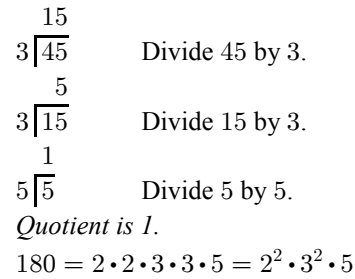 15
3 45 Divide 45 by 3.
5
3 15 Divide 15 by 3.
1
5 5 Divide 5 by 5.
Quotient is 1.
180 = 2 • 2 • 3 • 3 • 5 = 2² • 3² • 5